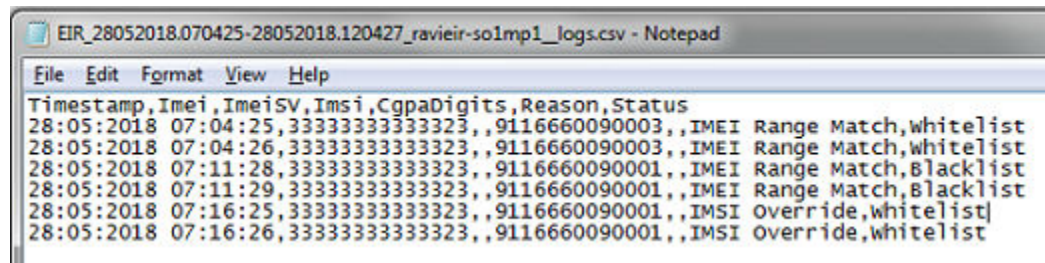 EIR_28052018.070425-28052018.120427_ravieir-so1mp1__logs.csv - Notepad
File Edit Format View Help
Timestamp,Imei,ImeiSV,Imsi,CgpaDigits,Reason,Status
28:05:2018 07:04:25,33333333333323,,9116660090003,,IMEI Range Match,Whitelist
28:05:2018 07:04:26,33333333333323,,9116660090003,,IMEI Range Match,Whitelist
28:05:2018 07:11:28,33333333333323,,9116660090001,,IMEI Range Match,Blacklist
28:05:2018 07:11:29,33333333333323,,9116660090001,,IMEI Range Match,Blacklist
28:05:2018 07:16:25,33333333333323,,9116660090001,,IMSI Override,Whitelist
28:05:2018 07:16:26,33333333333323,,9116660090001,,IMSI Override,Whitelist